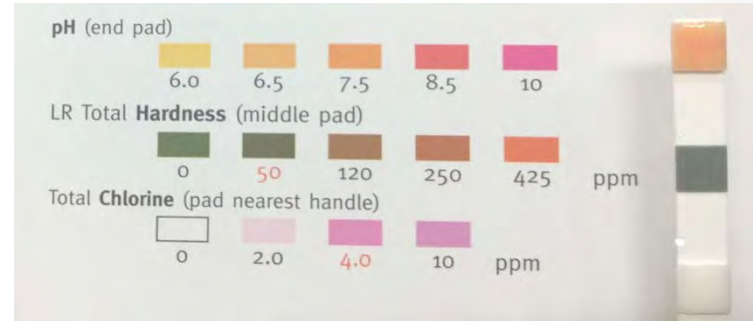 pH (end pad)
6.0 6.5 7.5 8.5 10
LR Total Hardness (middle pad)
0 50 120 250 425 ppm
Total Chlorine (pad nearest handle)
0 2.0 4.0 10 ppm